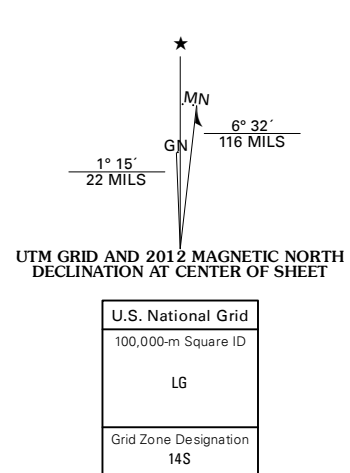 ★
MN
6° 32´
116 MILS
GN
1° 15´
22 MILS
UTM GRID AND 2012 MAGNETIC NORTH
DECLINATION AT CENTER OF SHEET
U.S. National Grid
100,000-m Square ID
LG
Grid Zone Designation
14S